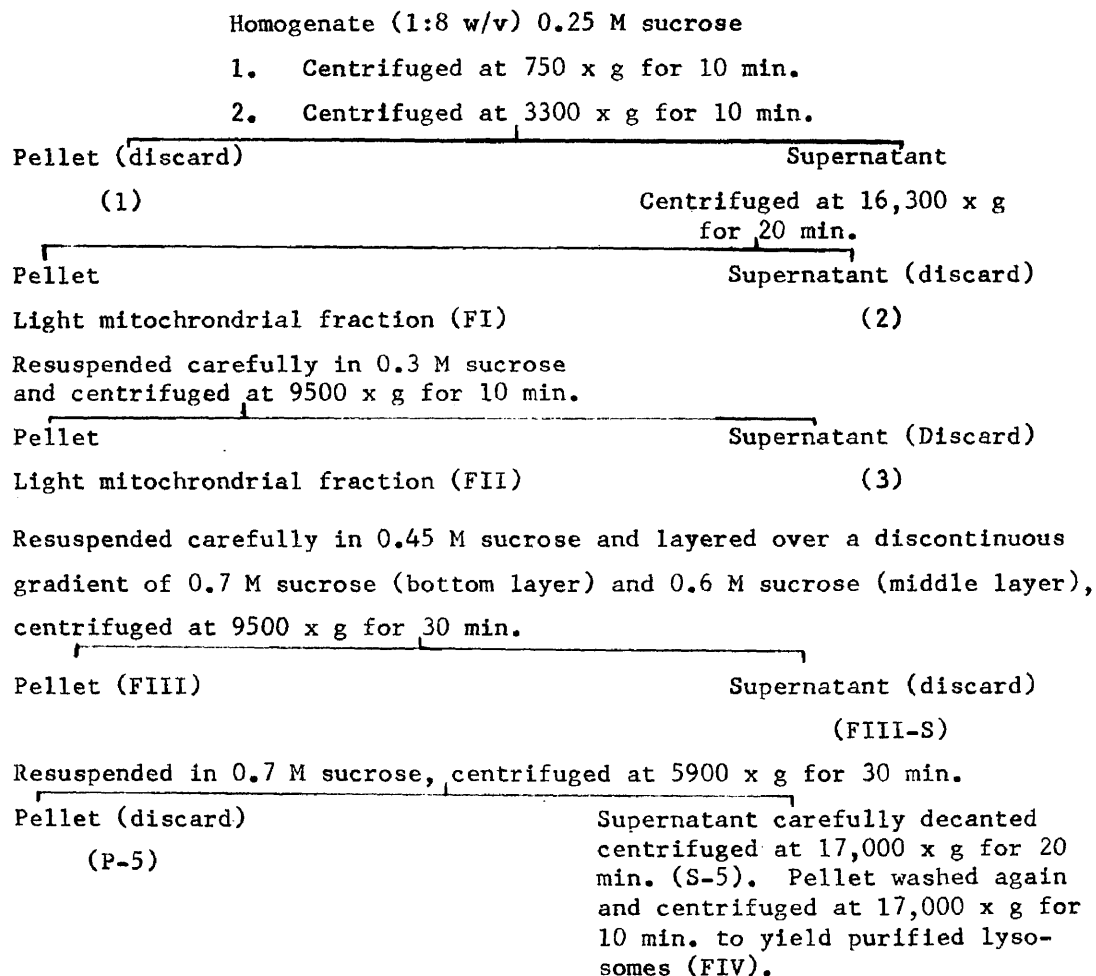 Homogenate (1:8 w/v) 0.25 M sucrose
1. Centrifuged at 750 x g for 10 min.
2. Centrifuged at 3300 x g for 10 min.
Pellet (discard) Supernatant
(1) Centrifuged at 16,300 x g
for 20 min.
Pellet Supernatant (discard)
Light mitochrondrial fraction (FI) (2)
Resuspended carefully in 0.3 M sucrose
and centrifuged at 9500 x g for 10 min.
Pellet Supernatant (Discard)
Light mitochrondrial fraction (FII) (3)
Resuspended carefully in 0.45 M sucrose and layered over a discontinuous
gradient of 0.7 M sucrose (bottom layer) and 0.6 M sucrose (middle layer),
centrifuged at 9500 x g for 30 min.
Pellet (FIII) Supernatant (discard)
(FIII-S)
Resuspended in 0.7 M sucrose, centrifuged at 5900 x g for 30 min.
Pellet (discard) Supernatant carefully decanted
(P-5) centrifuged at 17,000 x g for 20
min. (S-5). Pellet washed again
and centrifuged at 17,000 x g for
10 min. to yield purified lyso-
somes (FIV).